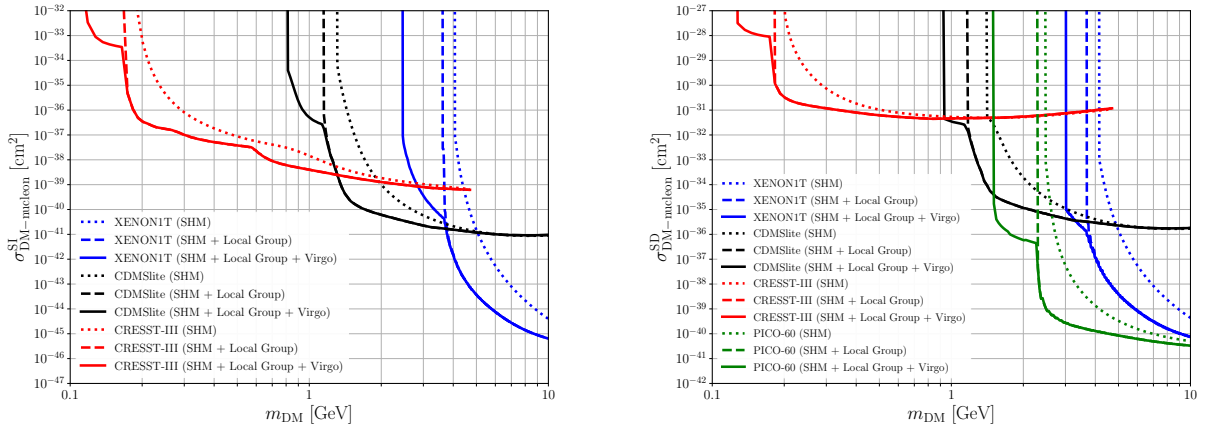 10^−32
10^−33
10^−34
10^−35
10^−36
10^−37
10^−38
10^−39
10^−40
10^−41
10^−42
10^−43
10^−44
10^−45
10^−46
10^−47
σ^SI_DM−nucleon [cm²]
XENON1T (SHM)
XENON1T (SHM + Local Group)
XENON1T (SHM + Local Group + Virgo)
CDMSlite (SHM)
CDMSlite (SHM + Local Group)
CDMSlite (SHM + Local Group + Virgo)
CRESST-III (SHM)
CRESST-III (SHM + Local Group)
CRESST-III (SHM + Local Group + Virgo)
0.1 1 10
m_DM [GeV]
10^−27
10^−28
10^−29
10^−30
10^−31
10^−32
10^−33
10^−34
10^−35
10^−36
10^−37
10^−38
10^−39
10^−40
10^−41
10^−42
σ^SD_DM−nucleon [cm²]
XENON1T (SHM)
XENON1T (SHM + Local Group)
XENON1T (SHM + Local Group + Virgo)
CDMSlite (SHM)
CDMSlite (SHM + Local Group)
CDMSlite (SHM + Local Group + Virgo)
CRESST-III (SHM)
CRESST-III (SHM + Local Group)
CRESST-III (SHM + Local Group + Virgo)
PICO-60 (SHM)
PICO-60 (SHM + Local Group)
PICO-60 (SHM + Local Group + Virgo)
0.1 1 10
m_DM [GeV]